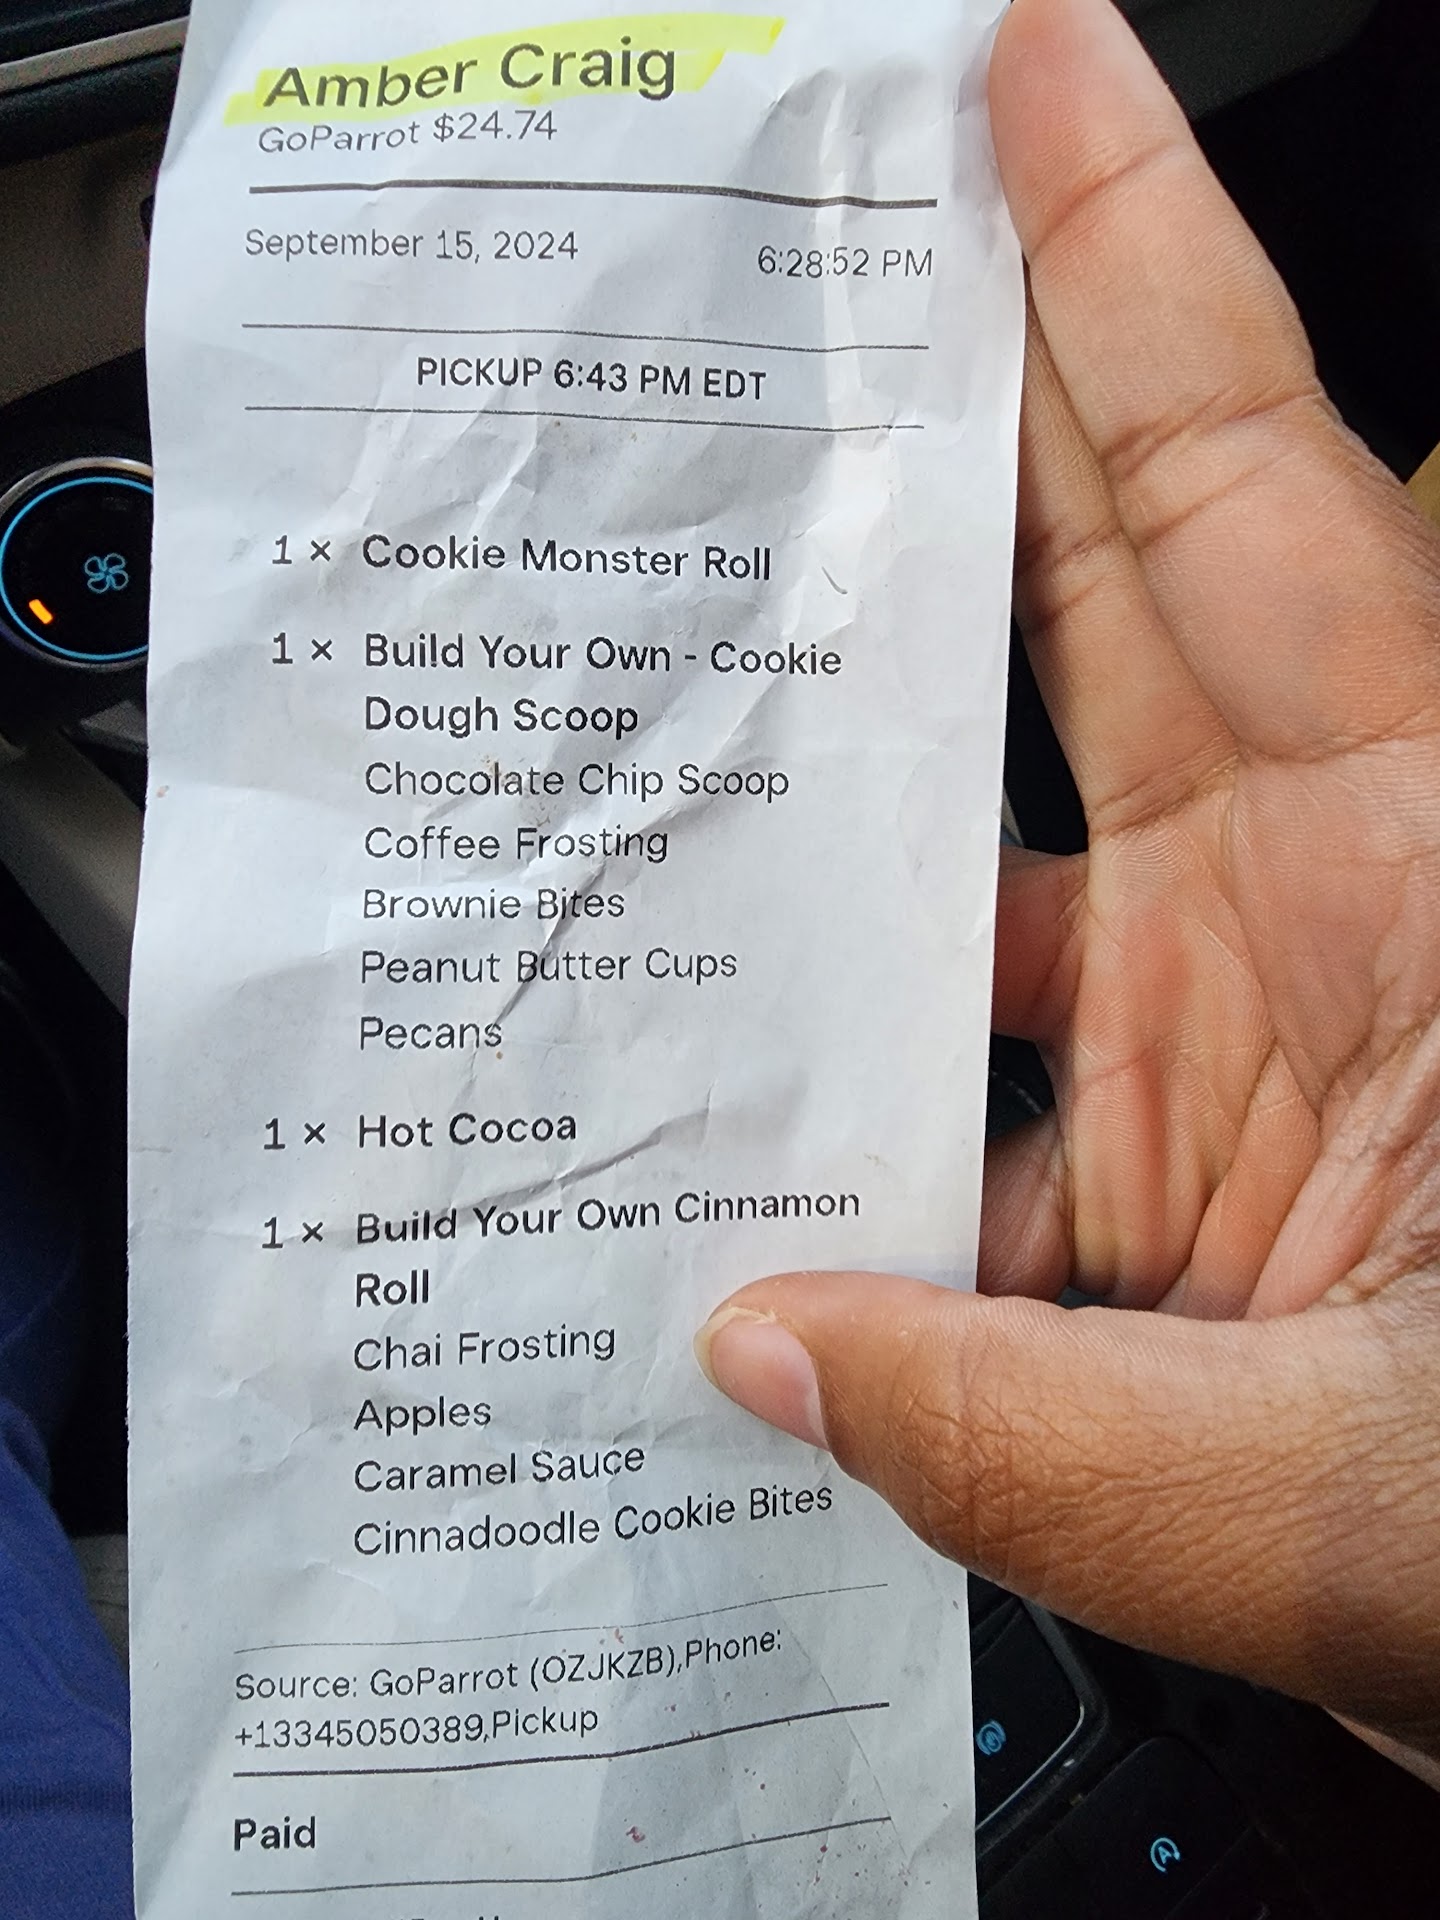 Amber Craig
GoParrot $24.74
September 15, 2024 6:28:52 PM
PICKUP 6:43 PM EDT
1 × Cookie Monster Roll
1 × Build Your Own - Cookie
Dough Scoop
Chocolate Chip Scoop
Coffee Frosting
Brownie Bites
Peanut Butter Cups
Pecans
1 × Hot Cocoa
1 × Build Your Own Cinnamon
Roll
Chai Frosting
Apples
Caramel Sauce
Cinnadoodle Cookie Bites
Source: GoParrot (OZJKZB),Phone:
+13345050389,Pickup
Paid